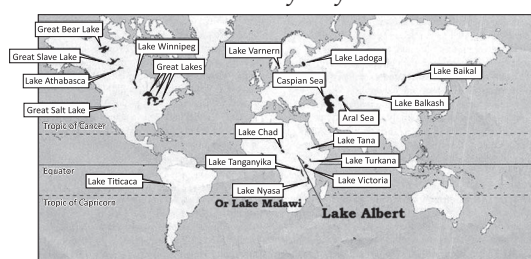 Great Bear Lake
Lake Winnipeg
Great Slave Lake
Great Lakes
Lake Athabasca
Great Salt Lake
Tropic of Cancer
Lake Varnern
Lake Ladoga
Caspian Sea
Lake Baikal
Lake Balkash
Aral Sea
Lake Chad
Lake Tana
Lake Tanganyika
Lake Turkana
Equator
Lake Titicaca
Lake Victoria
Lake Nyasa
Tropic of Capricorn
Or Lake Malawi
Lake Albert